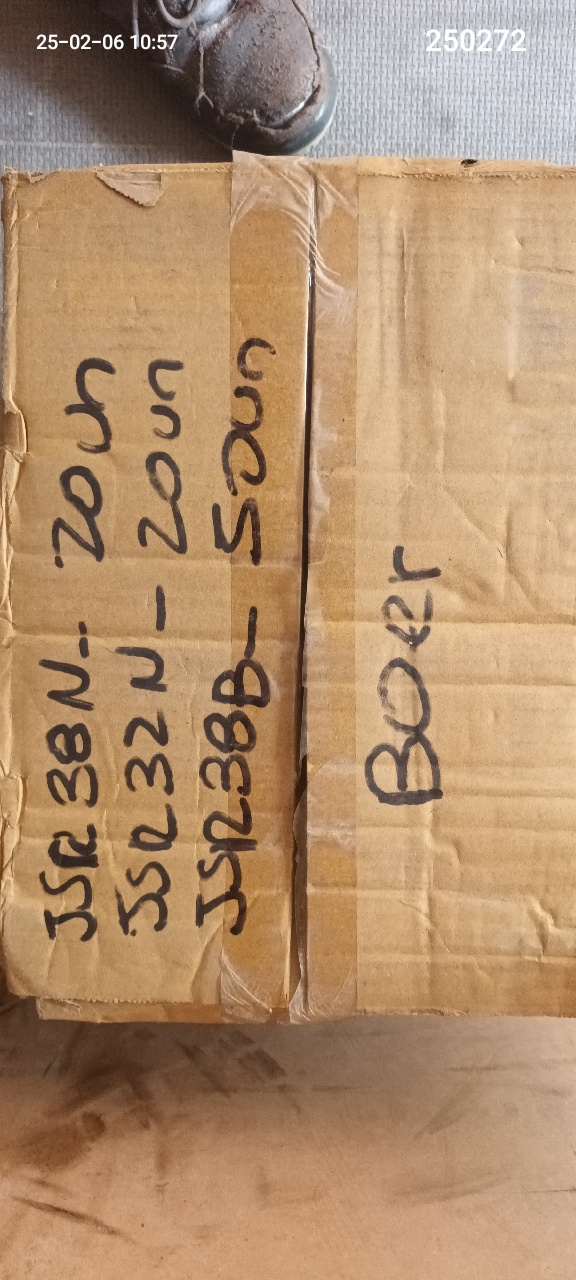 25-02-06 10:57
250272
JSR38N-- 20un
JSR32N- 20un
JSR38B- 50un
Boer